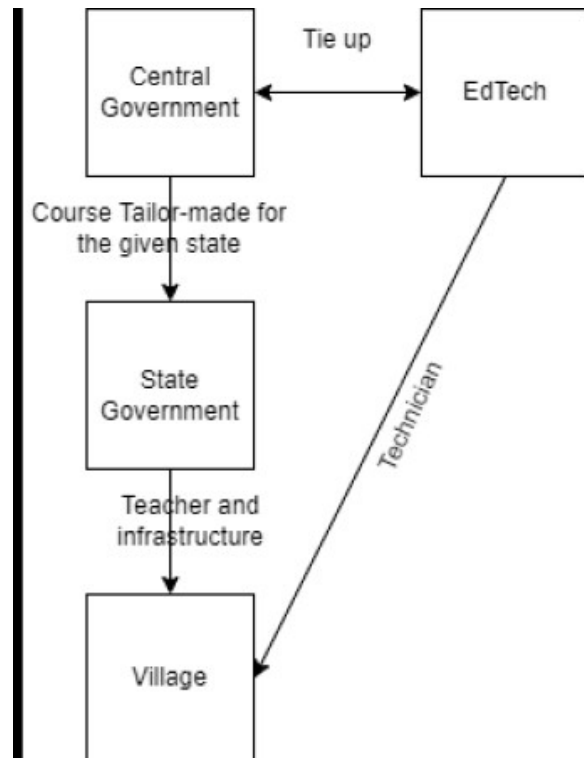 Tie up
Central
Government
EdTech
Course Tailor-made for
the given state
State
Government
Technician
Teacher and
infrastructure
Village